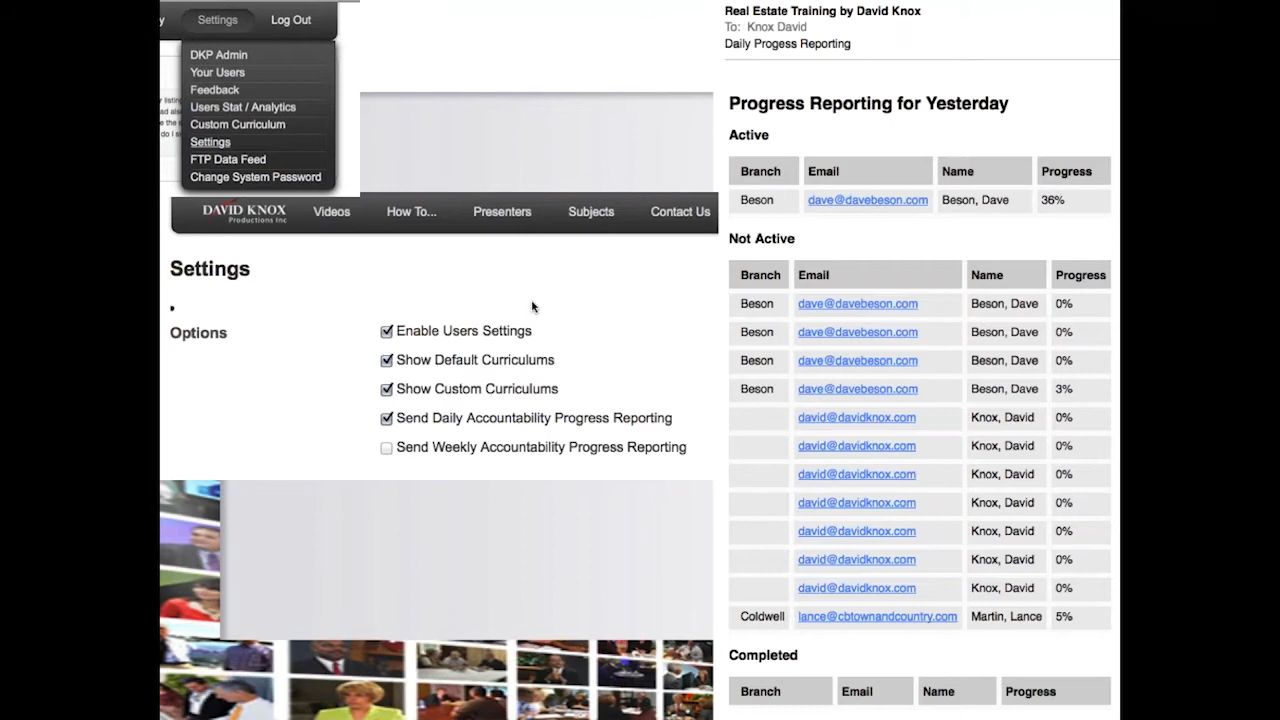 y Settings Log Out
DKP Admin
Your Users
Feedback
Users Stat / Analytics
Custom Curriculum
Settings
FTP Data Feed
Change System Password
DAVID KNOX
Productions Inc
Videos How To... Presenters Subjects Contact Us
Settings
Options
Enable Users Settings
Show Default Curriculums
Show Custom Curriculums
Send Daily Accountability Progress Reporting
Send Weekly Accountability Progress Reporting
Real Estate Training by David Knox
To: Knox David
Daily Progess Reporting
Progress Reporting for Yesterday
Active
Branch Email Name Progress
Beson dave@davebeson.com Beson, Dave 36%
Not Active
Branch Email Name Progress
Beson dave@davebeson.com Beson, Dave 0%
Beson dave@davebeson.com Beson, Dave 0%
Beson dave@davebeson.com Beson, Dave 0%
Beson dave@davebeson.com Beson, Dave 3%
david@davidknox.com Knox, David 0%
david@davidknox.com Knox, David 0%
david@davidknox.com Knox, David 0%
david@davidknox.com Knox, David 0%
david@davidknox.com Knox, David 0%
david@davidknox.com Knox, David 0%
david@davidknox.com Knox, David 0%
Coldwell lance@cbtownandcountry.com Martin, Lance 5%
Completed
Branch Email Name Progress